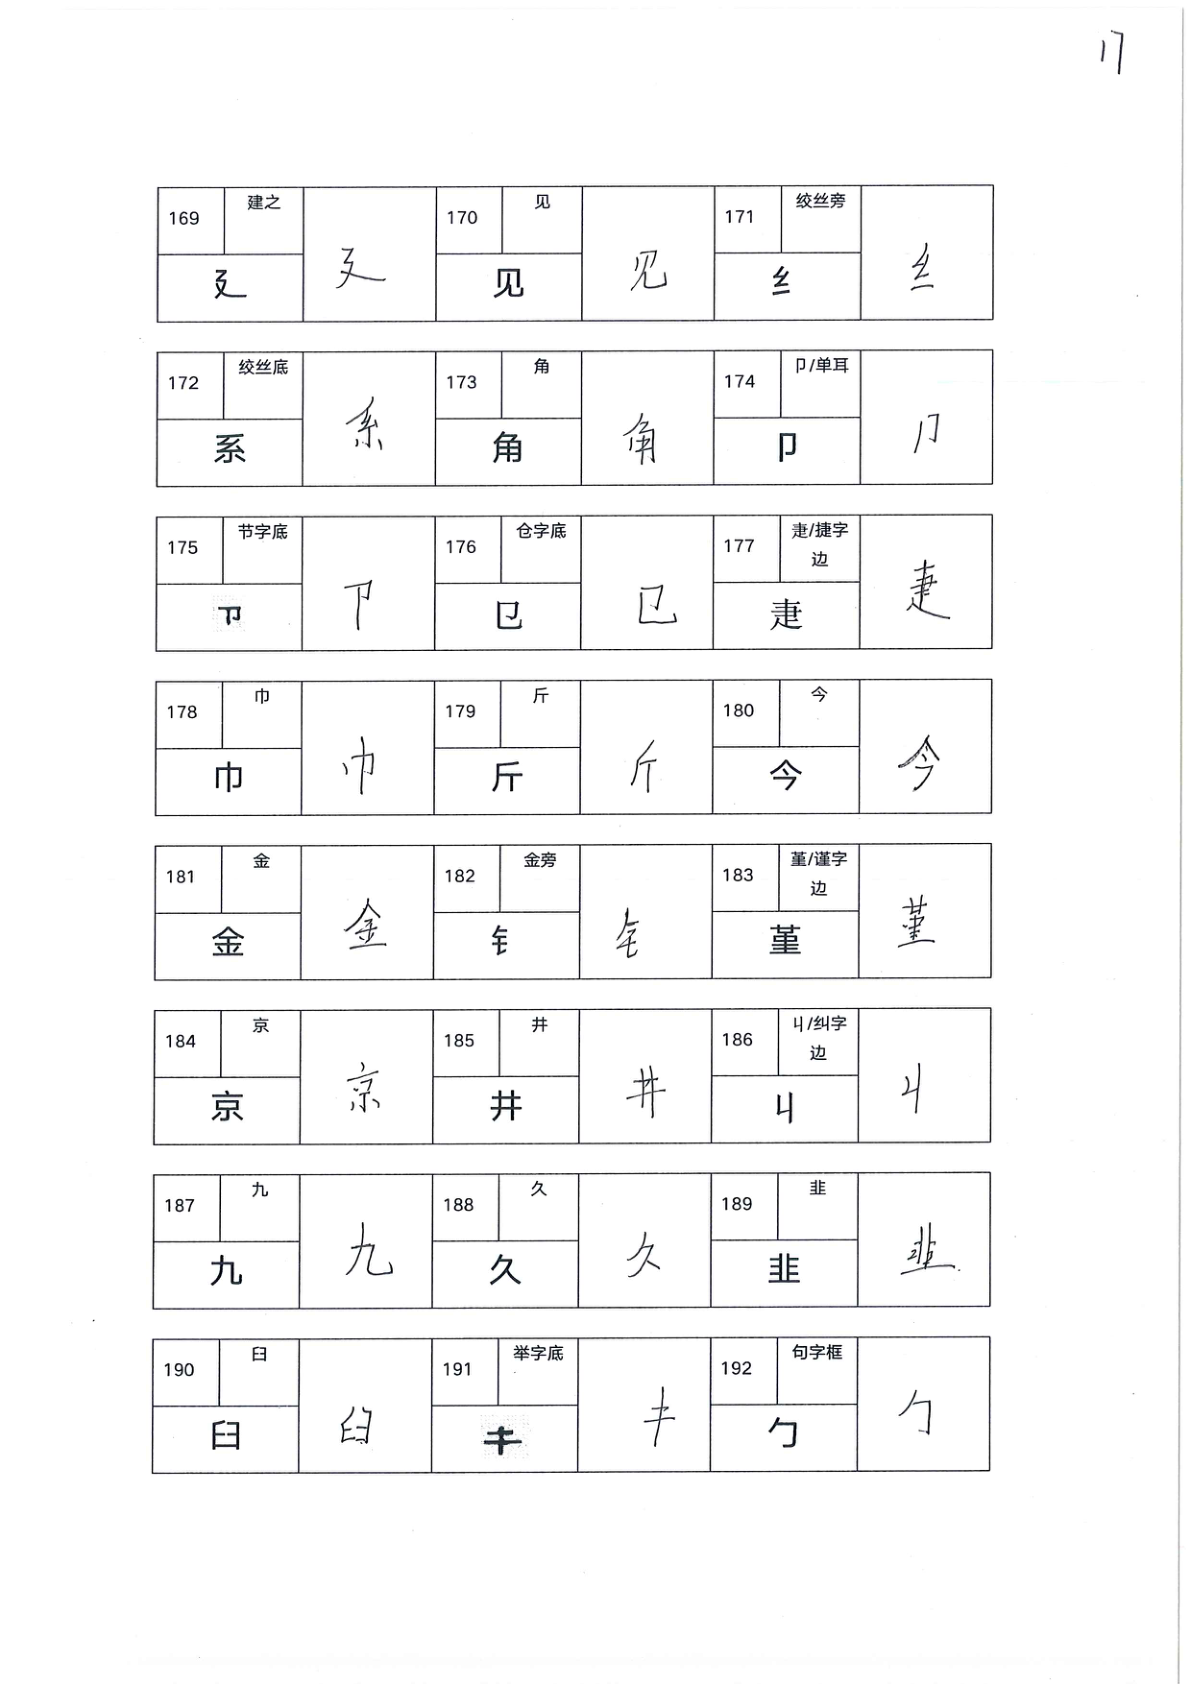 17
169 建之 廴 廴 170 见 见 见 171 绞丝旁 纟 纟
172 绞丝底 系 系 173 角 角 角 174 卩/单耳 卩 卩
175 节字底 𠃌丨 176 仓字底 㔾 㔾 177 疌/捷字边 疌 疌
178 巾 巾 巾 179 斤 斤 斤 180 今 今 今
181 金 金 金 182 金旁 钅 钅 183 堇/谨字边 堇 堇
184 京 京 京 185 井 井 井 186 丩/纠字边 丩 丩
187 九 九 九 188 久 久 久 189 韭 韭 韭
190 臼 臼 臼 191 举字底 192 句字框 勹 勹